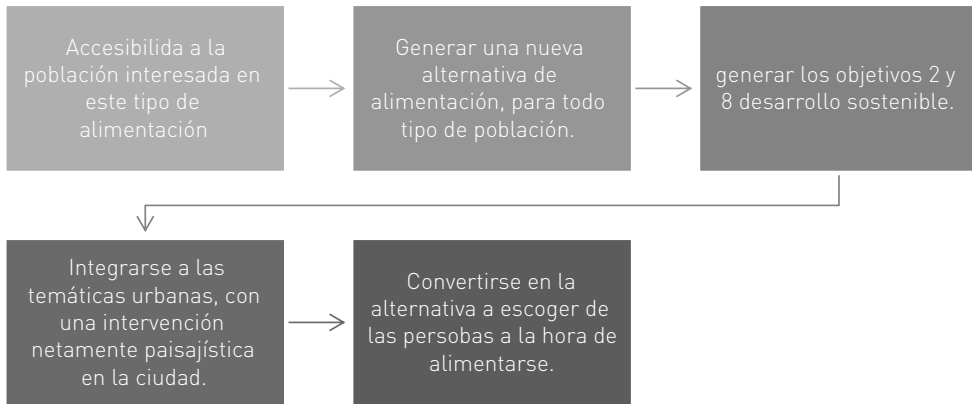 Accesibilida a la
población interesada en
este tipo de
alimentación
Generar una nueva
alternativa de
alimentación, para todo
tipo de población.
generar los objetivos 2 y
8 desarrollo sostenible.
Integrarse a las
temáticas urbanas, con
una intervención
netamente paisajística
en la ciudad.
Convertirse en la
alternativa a escoger de
las persobas a la hora de
alimentarse.